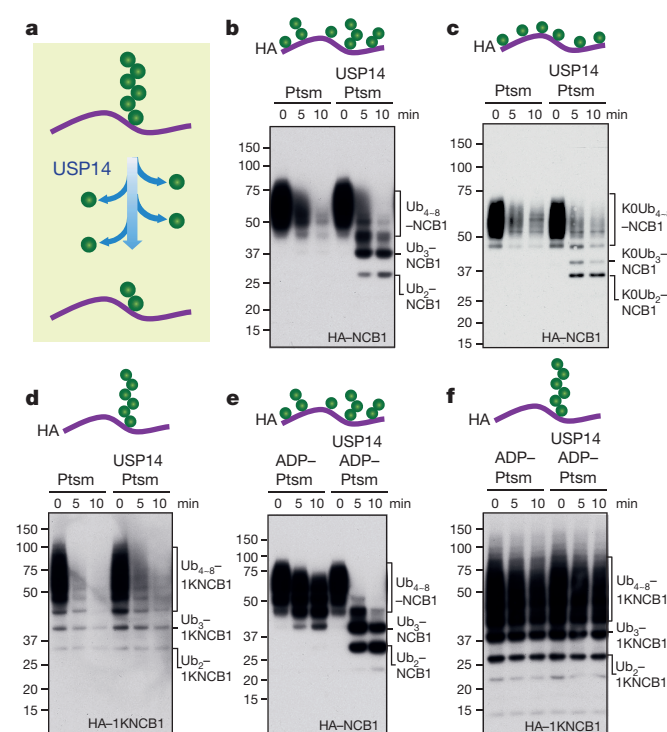 a
USP14
b
HA
USP14
Ptsm Ptsm
0 5 10 0 5 10 min
150
100
75
50
37
25
20
15
Ub4~8
–NCB1
Ub3–
NCB1
Ub2–
NCB1
HA–NCB1
c
HA
USP14
Ptsm Ptsm
0 5 10 0 5 10 min
150
100
75
50
37
25
20
15
K0Ub4~8
–NCB1
K0Ub3–
NCB1
K0Ub2–
NCB1
HA–NCB1
d
HA
USP14
Ptsm Ptsm
0 5 10 0 5 10 min
150
100
75
50
37
25
20
15
Ub4~8–
1KNCB1
Ub3–
1KNCB1
Ub2–
1KNCB1
HA–1KNCB1
e
HA
USP14
ADP– ADP–
Ptsm Ptsm
0 5 10 0 5 10 min
150
100
75
50
37
25
20
15
Ub4~8
–NCB1
Ub3–
NCB1
Ub2–
NCB1
HA–NCB1
f
HA
USP14
ADP– ADP–
Ptsm Ptsm
0 5 10 0 5 10 min
150
100
75
50
37
25
20
15
Ub4~8–
1KNCB1
Ub3–
1KNCB1
Ub2–
1KNCB1
HA–1KNCB1